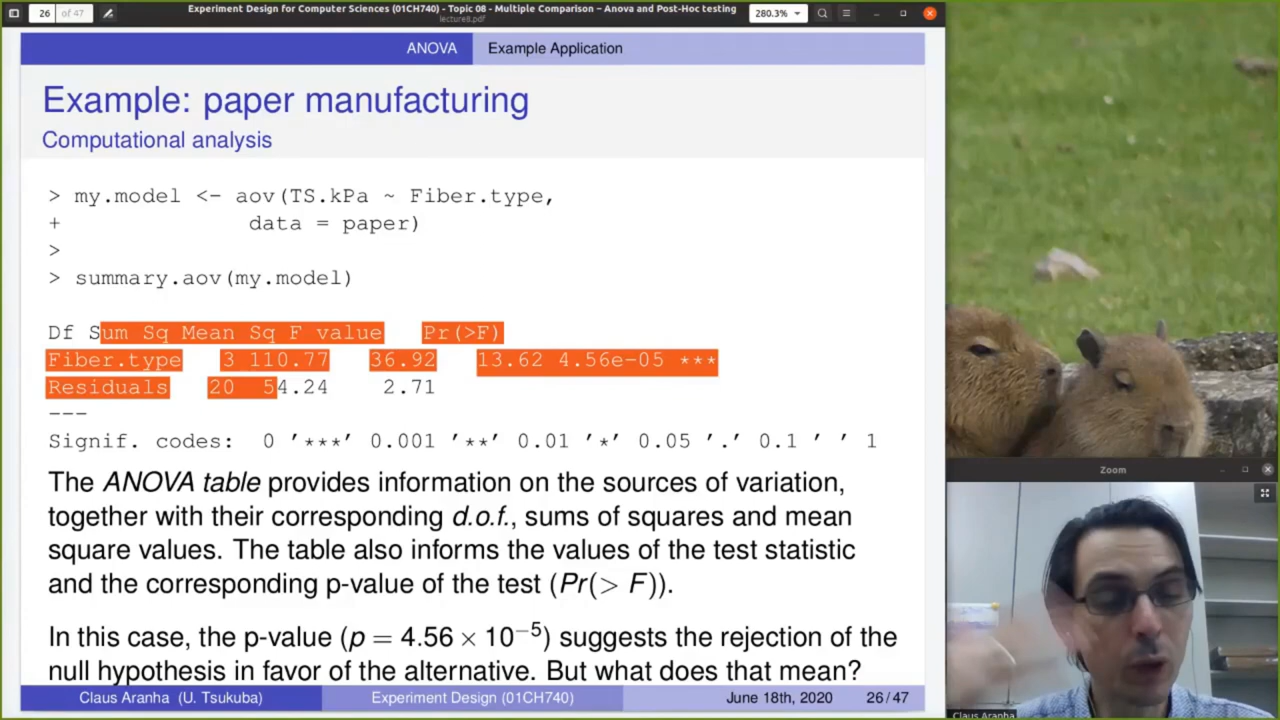 26 of 47
Experiment Design for Computer Sciences (01CH740) - Topic 08 - Multiple Comparison – Anova and Post-Hoc testing
lecture8.pdf
280.3%
ANOVA Example Application
Example: paper manufacturing
Computational analysis
> my.model <- aov(TS.kPa ~ Fiber.type,
+ data = paper)
>
> summary.aov(my.model)
Df Sum Sq Mean Sq F value Pr(>F)
Fiber.type 3 110.77 36.92 13.62 4.56e-05 ***
Residuals 20 54.24 2.71
---
Signif. codes: 0 '***' 0.001 '**' 0.01 '*' 0.05 '.' 0.1 ' ' 1
The ANOVA table provides information on the sources of variation,
together with their corresponding d.o.f., sums of squares and mean
square values. The table also informs the values of the test statistic
and the corresponding p-value of the test (Pr(> F)).
In this case, the p-value (p = 4.56 × 10⁻⁵) suggests the rejection of the
null hypothesis in favor of the alternative. But what does that mean?
Claus Aranha (U. Tsukuba) Experiment Design (01CH740) June 18th, 2020 26 / 47
Zoom
Claus Aranha